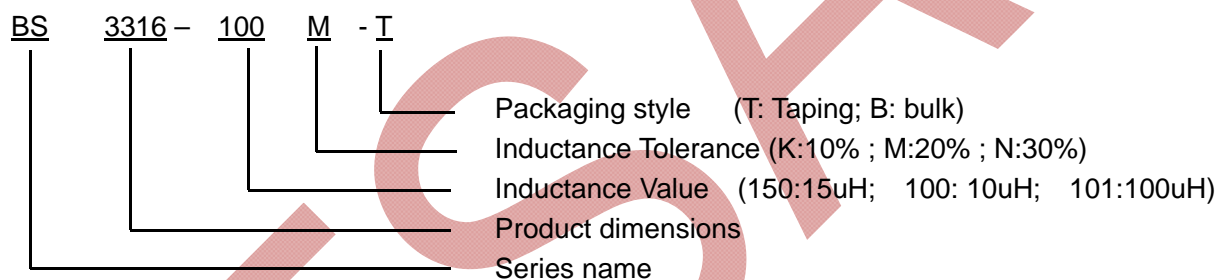 BS 3316 – 100 M - T
Packaging style (T: Taping; B: bulk)
Inductance Tolerance (K:10% ; M:20% ; N:30%)
Inductance Value (150:15uH; 100: 10uH; 101:100uH)
Product dimensions
Series name